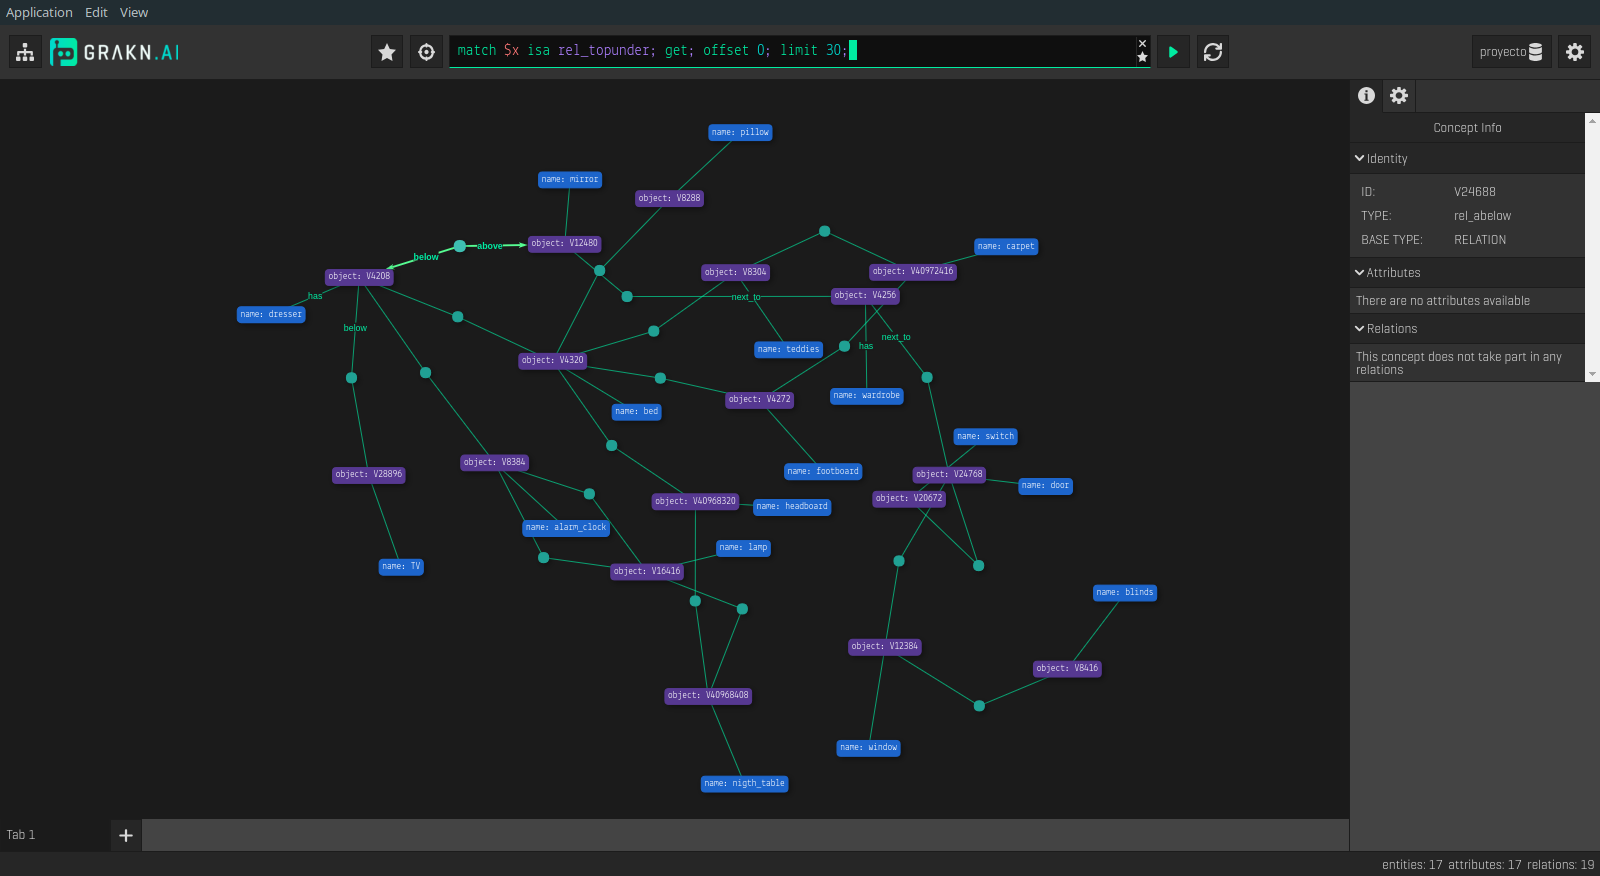 Application Edit View
GRAKN.AI
match $x isa rel_topunder; get; offset 0; limit 30;
proyecto
name: pillow
name: mirror
object: V8288
object: V12480
above
below
name: carpet
object: V4208
object: V8304
object: V40972416
has
next_to
object: V4256
name: dresser
below
next_to
has
name: teddies
object: V4320
name: wardrobe
object: V4272
name: bed
name: switch
object: V8384
name: footboard
object: V28896
object: V24768
name: door
object: V20672
object: V40968320
name: headboard
name: alarm_clock
name: lamp
name: TV
object: V16416
name: blinds
object: V12384
object: V8416
object: V40968408
name: window
name: nigth_table
Concept Info
Identity
ID: V24688
TYPE: rel_abelow
BASE TYPE: RELATION
Attributes
There are no attributes available
Relations
This concept does not take part in any
relations
Tab 1
entities: 17 attributes: 17 relations: 19